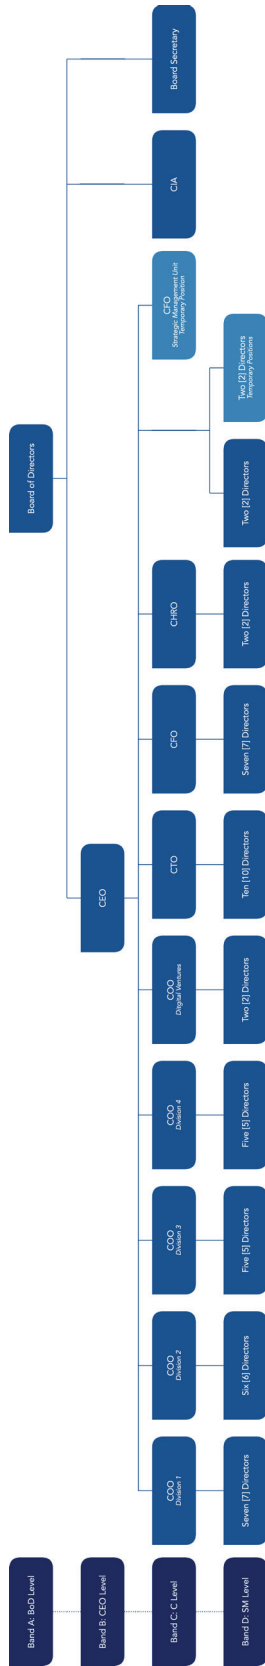 Board of Directors
CEO
COO
Division 1
COO
Division 2
COO
Division 3
COO
Division 4
COO
Ditgital Ventures
CTO
CFO
CHRO
CFO
Strategic Management Unit
Temporary Position
CIA
Board Secretary
Seven [7] Directors
Six [6] Directors
Five [5] Directors
Five [5] Directors
Two [2] Directors
Ten [10] Directors
Seven [7] Directors
Two [2] Directors
Two [2] Directors
Two [2] Directors
Temporary Positions
Band A: BoD Level
Band B: CEO Level
Band C: C Level
Band D: SM Level